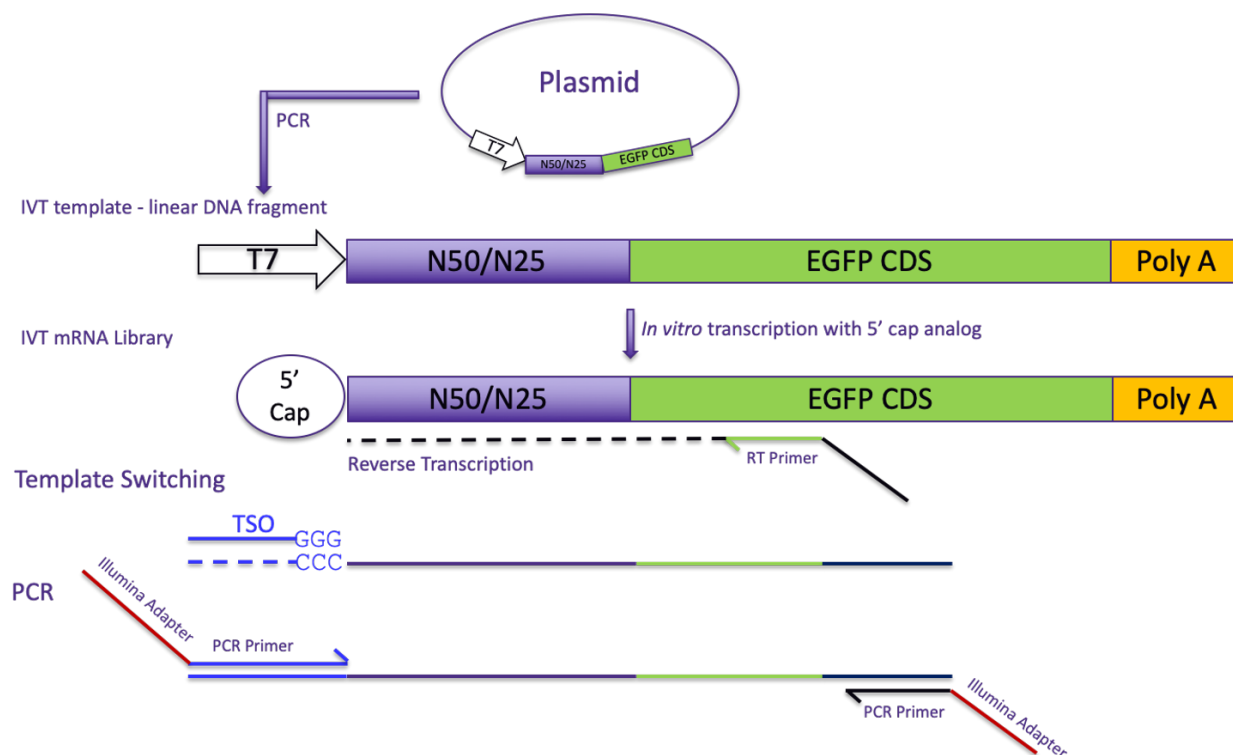 Plasmid
PCR
T7
N50/N25
EGFP CDS
IVT template - linear DNA fragment
T7
N50/N25
EGFP CDS
Poly A
In vitro transcription with 5’ cap analog
IVT mRNA Library
5’
Cap
N50/N25
EGFP CDS
Poly A
Reverse Transcription
RT Primer
Template Switching
TSO
GGG
CCC
PCR
Illumina Adapter
PCR Primer
PCR Primer
Illumina Adapter